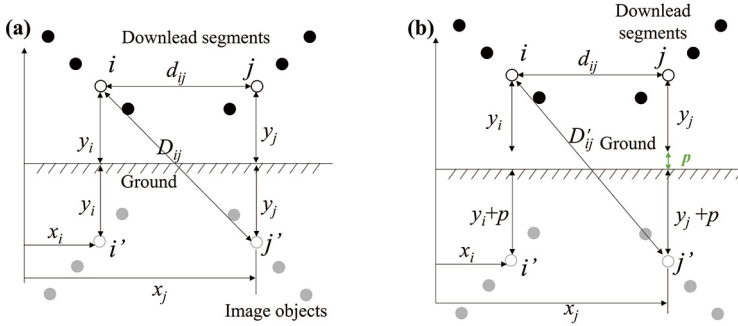 (a)
Downlead segments
i
j
d_ij
y_i
D_ij
y_j
Ground
y_i
y_j
x_i
i'
j'
x_j
Image objects
(b)
Downlead
segments
i
j
d_ij
y_i
D'_ij
Ground
y_j
p
y_i+p
y_j+p
x_i
i'
j'
x_j